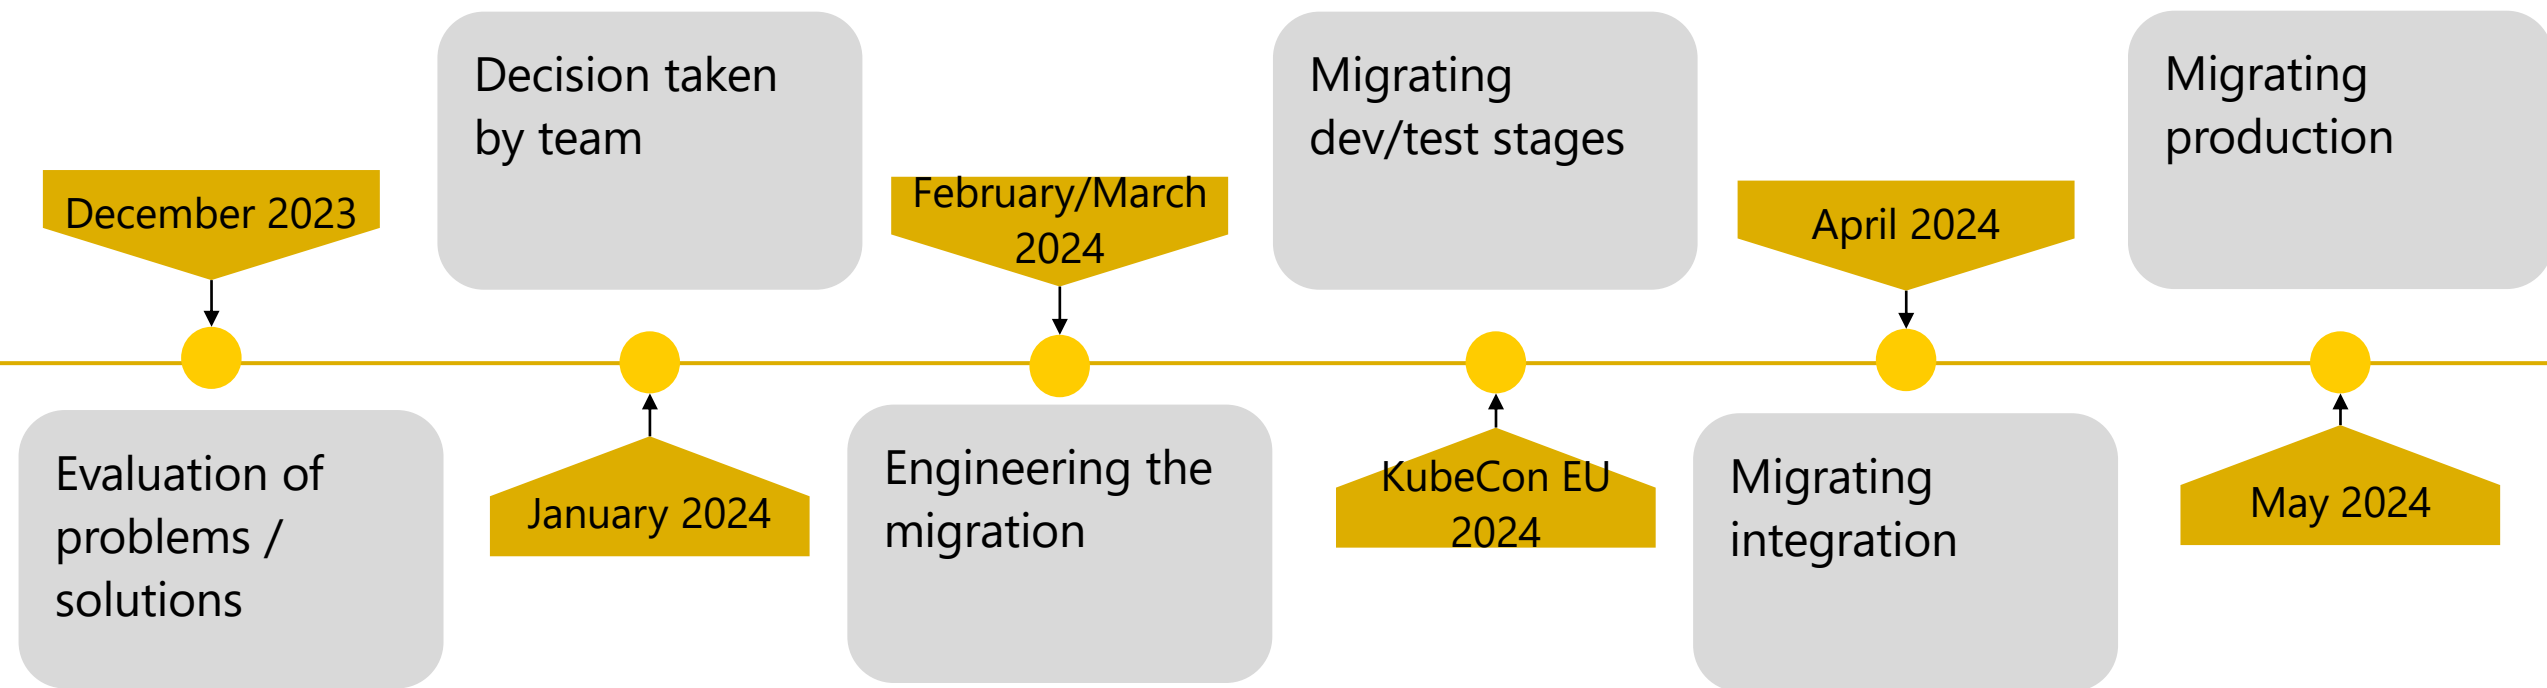 December 2023
Evaluation of
problems /
solutions
Decision taken
by team
January 2024
February/March
2024
Engineering the
migration
Migrating
dev/test stages
KubeCon EU
2024
April 2024
Migrating
integration
Migrating
production
May 2024